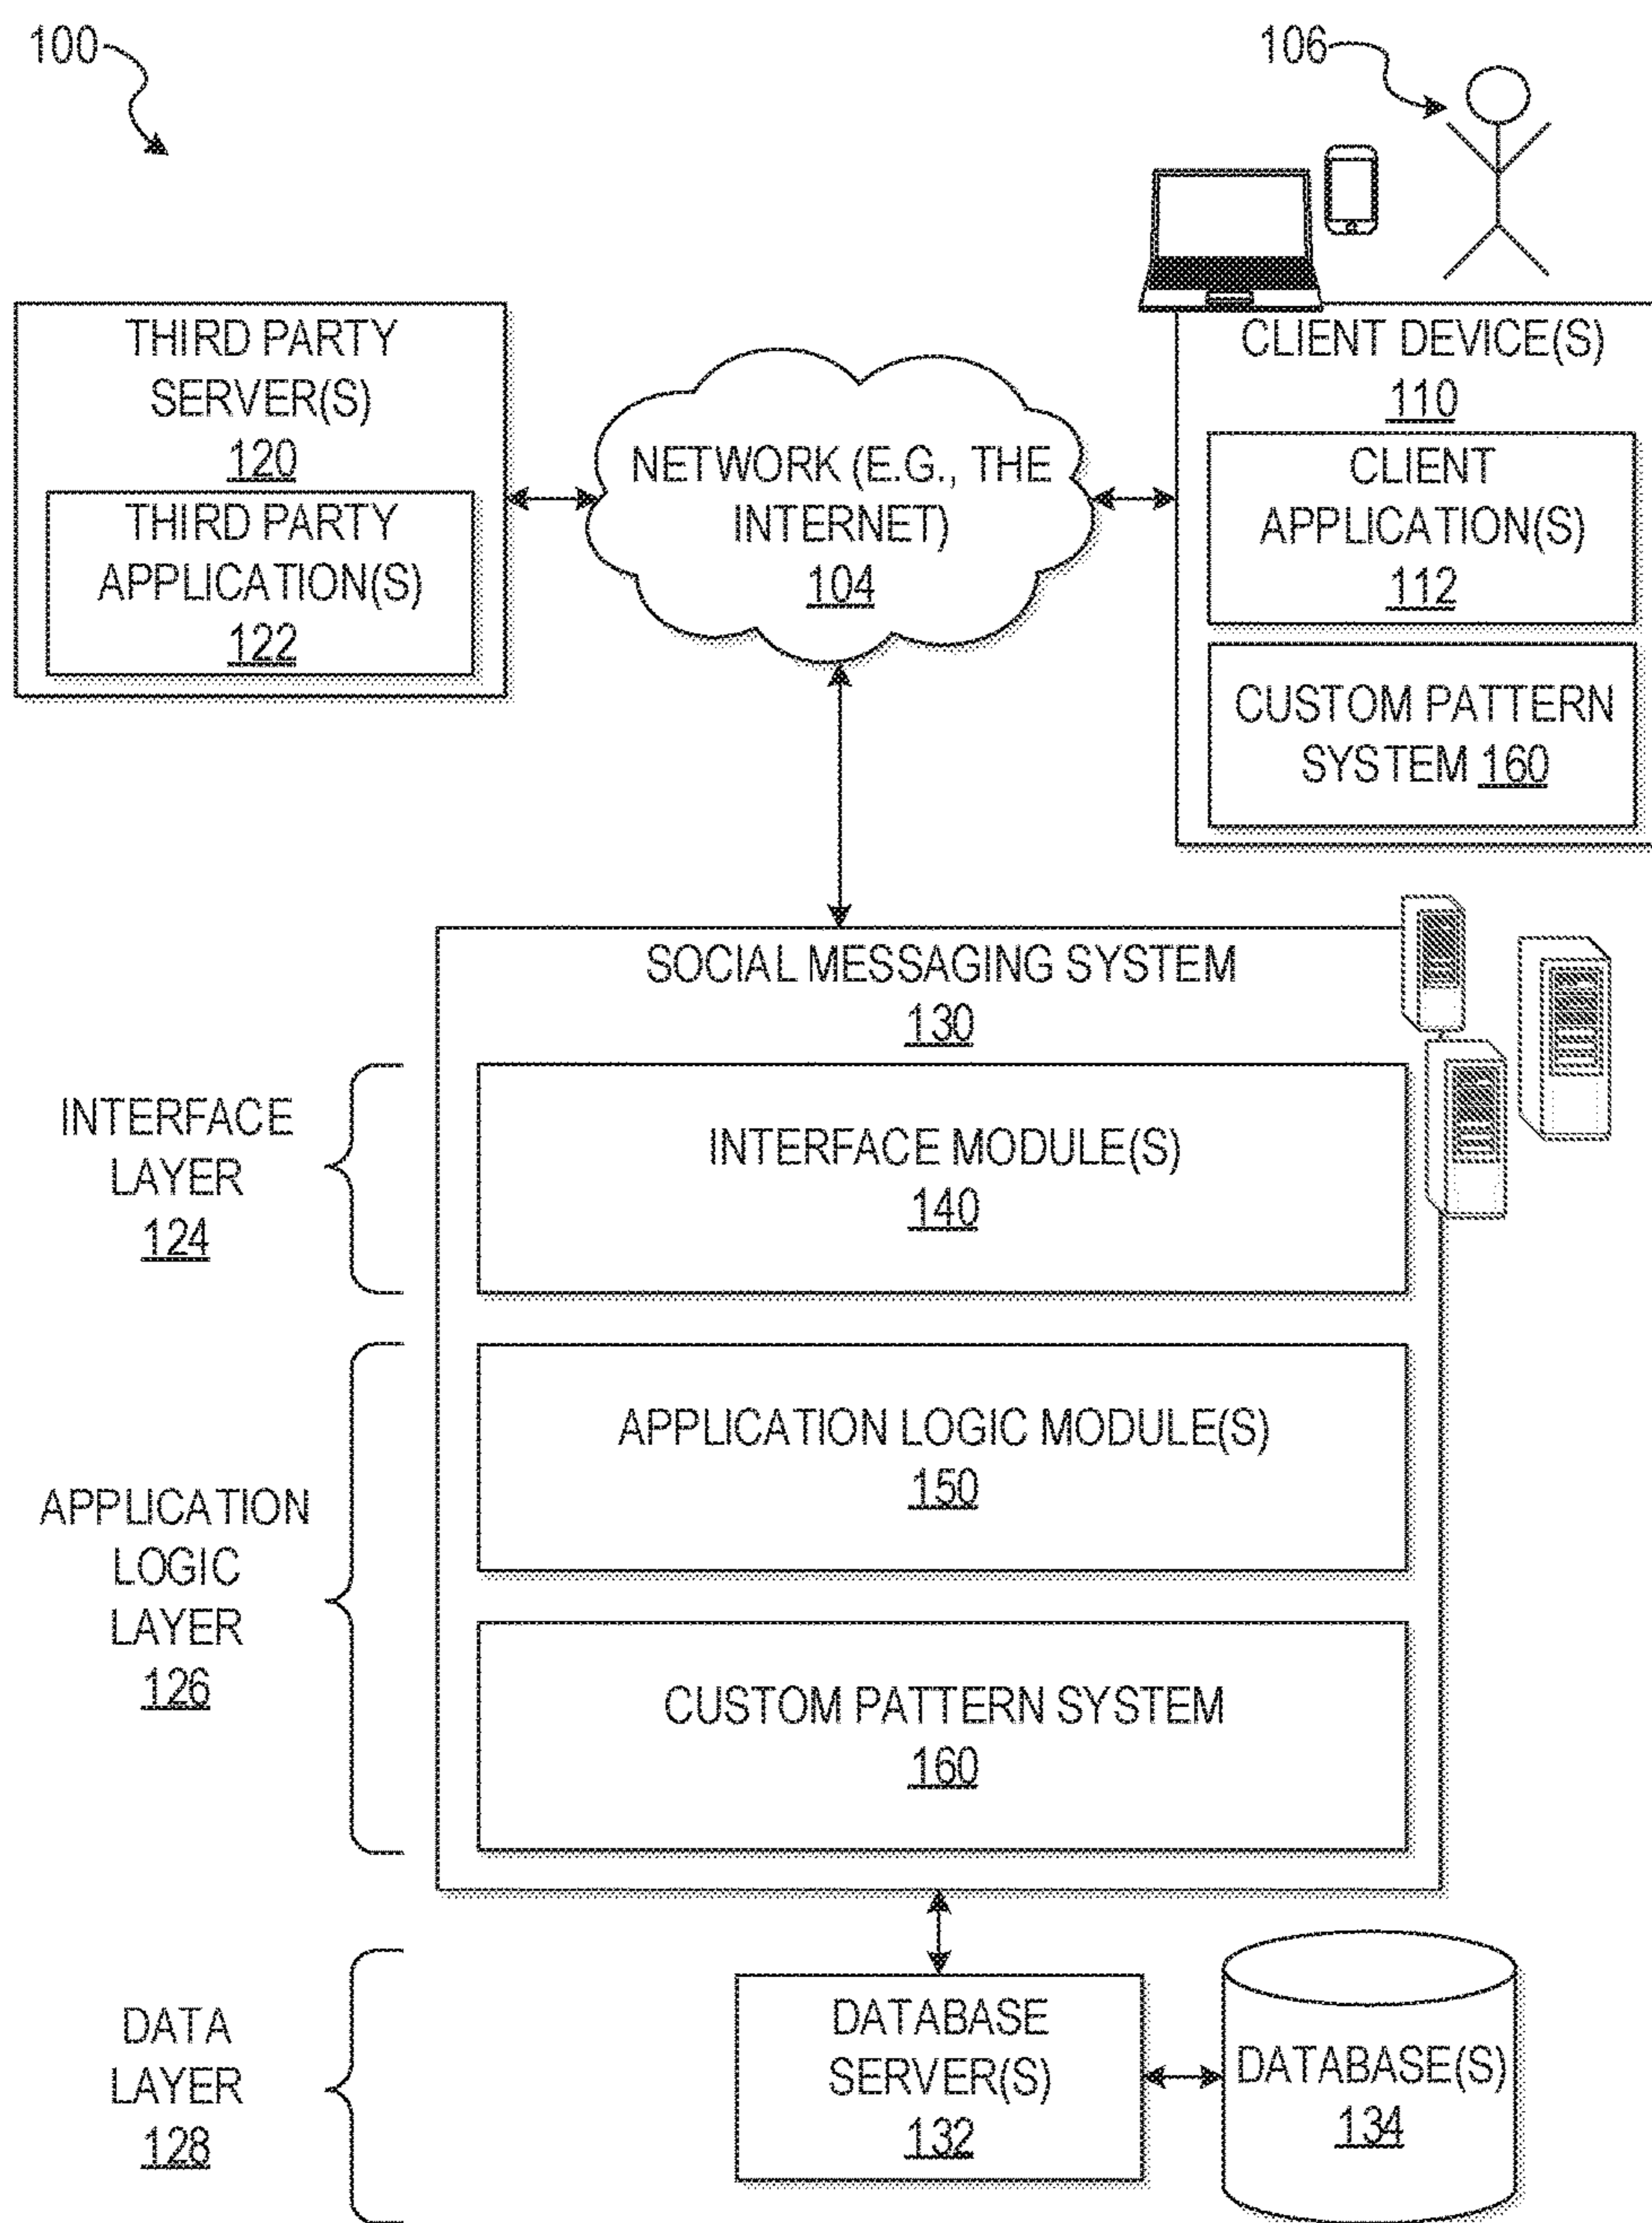 100
106
THIRD PARTY
SERVER(S)
120
THIRD PARTY
APPLICATION(S)
122
NETWORK (E.G., THE
INTERNET)
104
CLIENT DEVICE(S)
110
CLIENT
APPLICATION(S)
112
CUSTOM PATTERN
SYSTEM 160
SOCIAL MESSAGING SYSTEM
130
INTERFACE
LAYER
124
INTERFACE MODULE(S)
140
APPLICATION
LOGIC
LAYER
126
APPLICATION LOGIC MODULE(S)
150
CUSTOM PATTERN SYSTEM
160
DATA
LAYER
128
DATABASE
SERVER(S)
132
DATABASE(S)
134